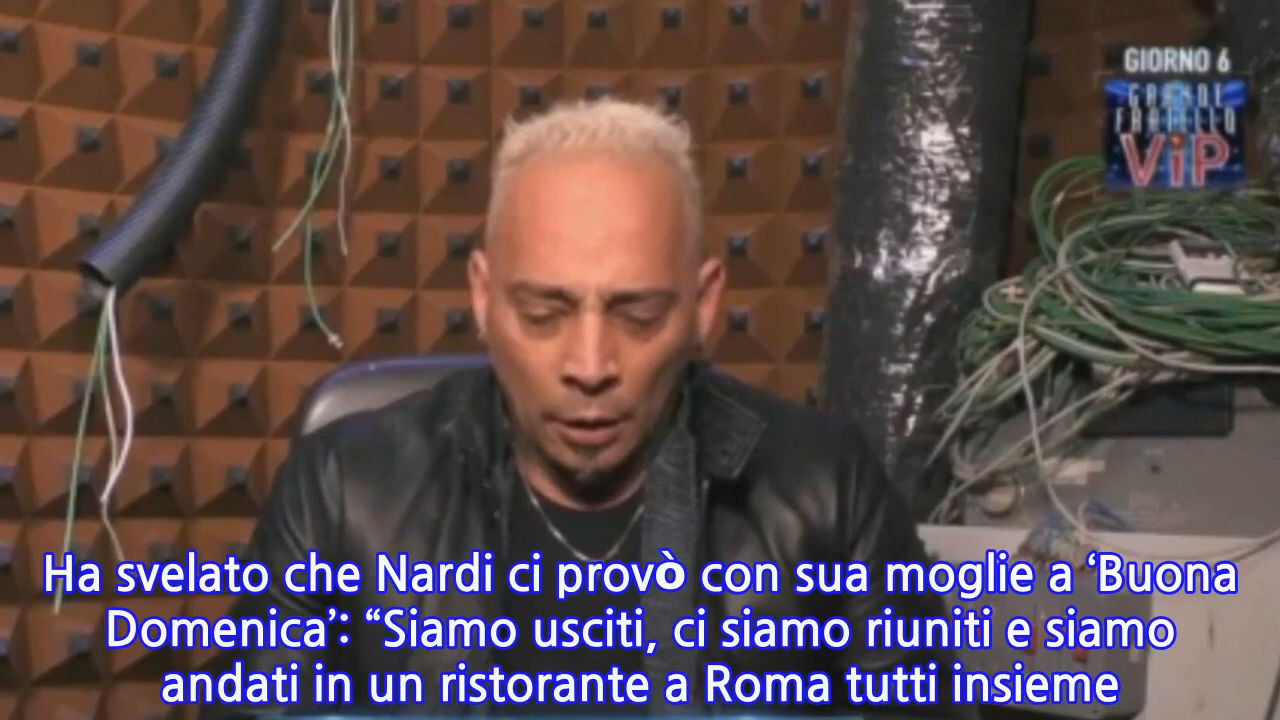 GIORNO 6
GRANDE
FRATELLO
ViP
Ha svelato che Nardi ci provò con sua moglie a ‘Buona
Domenica’: “Siamo usciti, ci siamo riuniti e siamo
andati in un ristorante a Roma tutti insieme